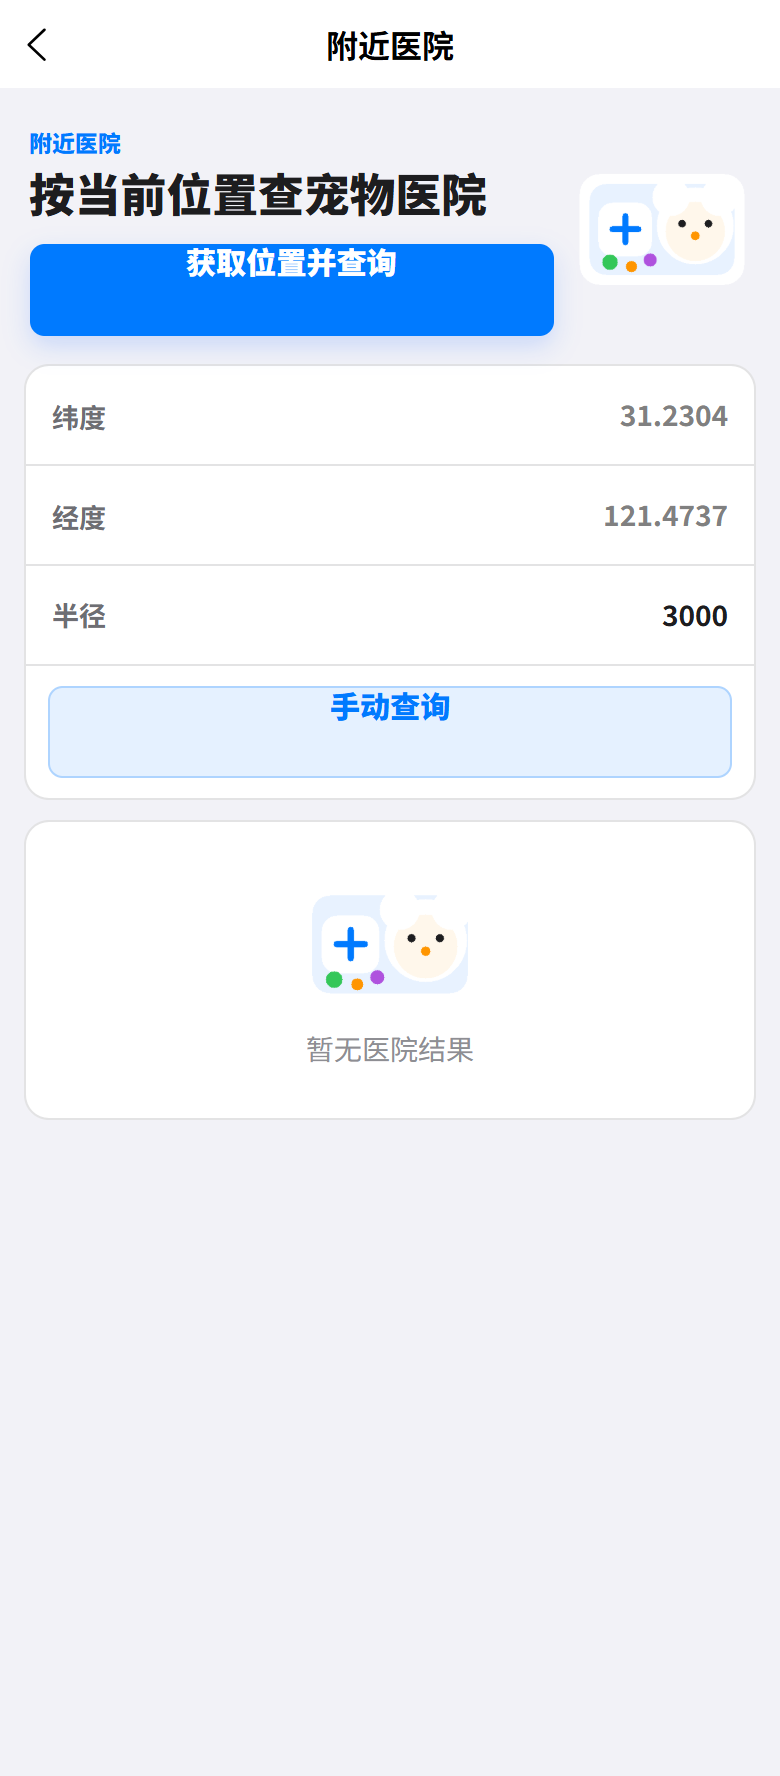 附近医院
附近医院
按当前位置查宠物医院
获取位置并查询
纬度 31.2304
经度 121.4737
半径 3000
手动查询
暂无医院结果